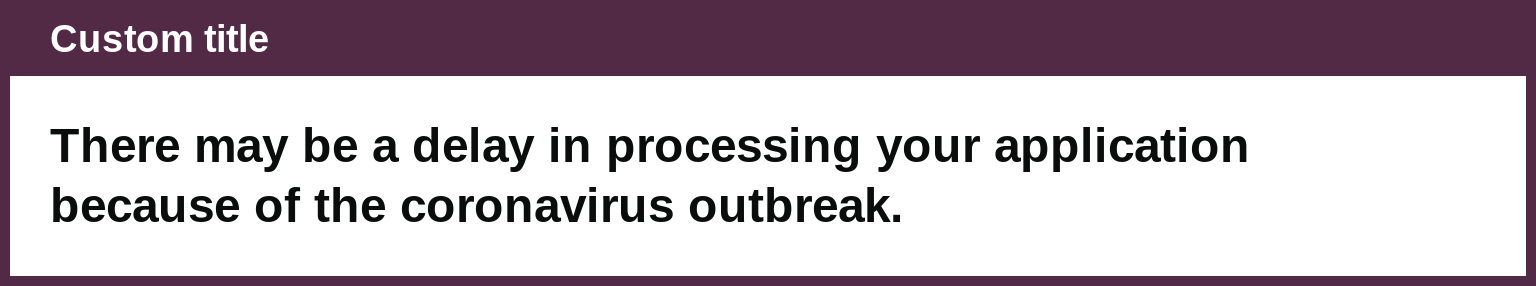 Custom title
There may be a delay in processing your application
because of the coronavirus outbreak.